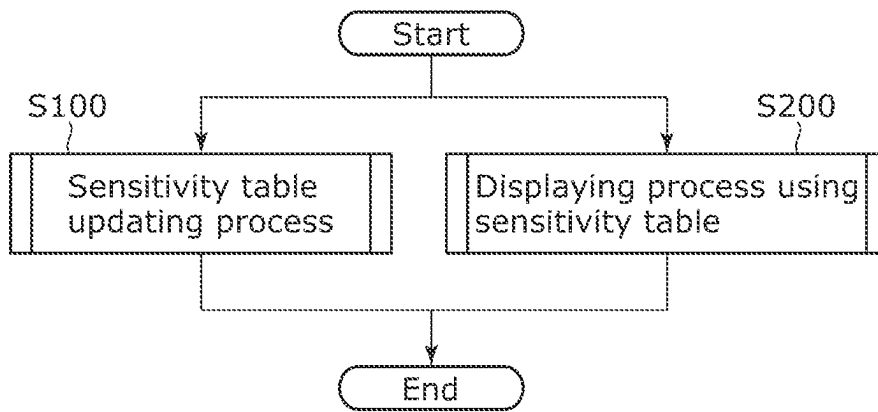 Start
S100
S200
Sensitivity table
updating process
Displaying process using
sensitivity table
End